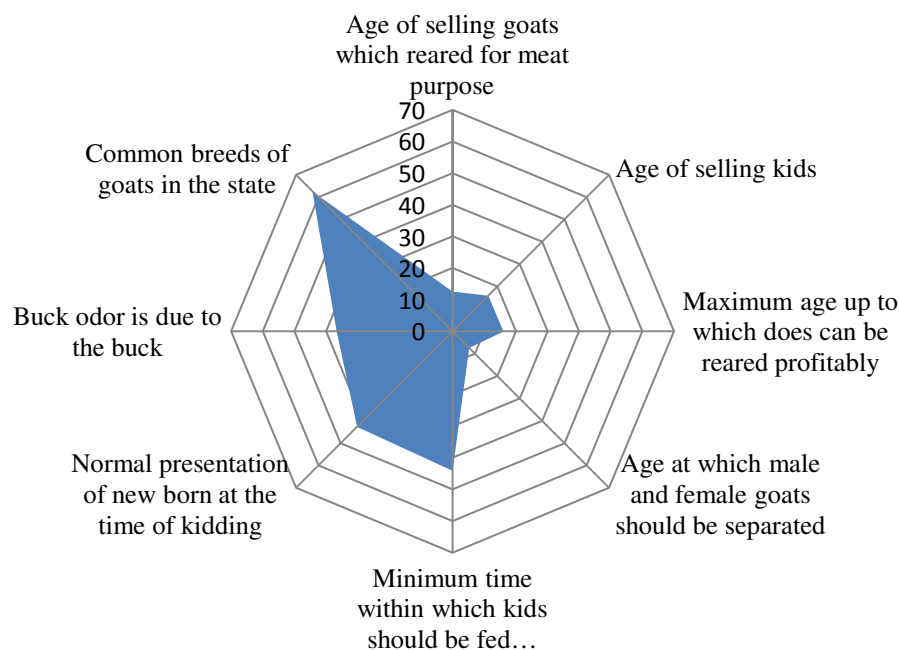 Age of selling goats
which reared for meat
purpose
70
60
50
40
30
20
10
0
Age of selling kids
Maximum age up to
which does can be
reared profitably
Age at which male
and female goats
should be separated
Minimum time
within which kids
should be fed…
Normal presentation
of new born at the
time of kidding
Buck odor is due to
the buck
Common breeds of
goats in the state